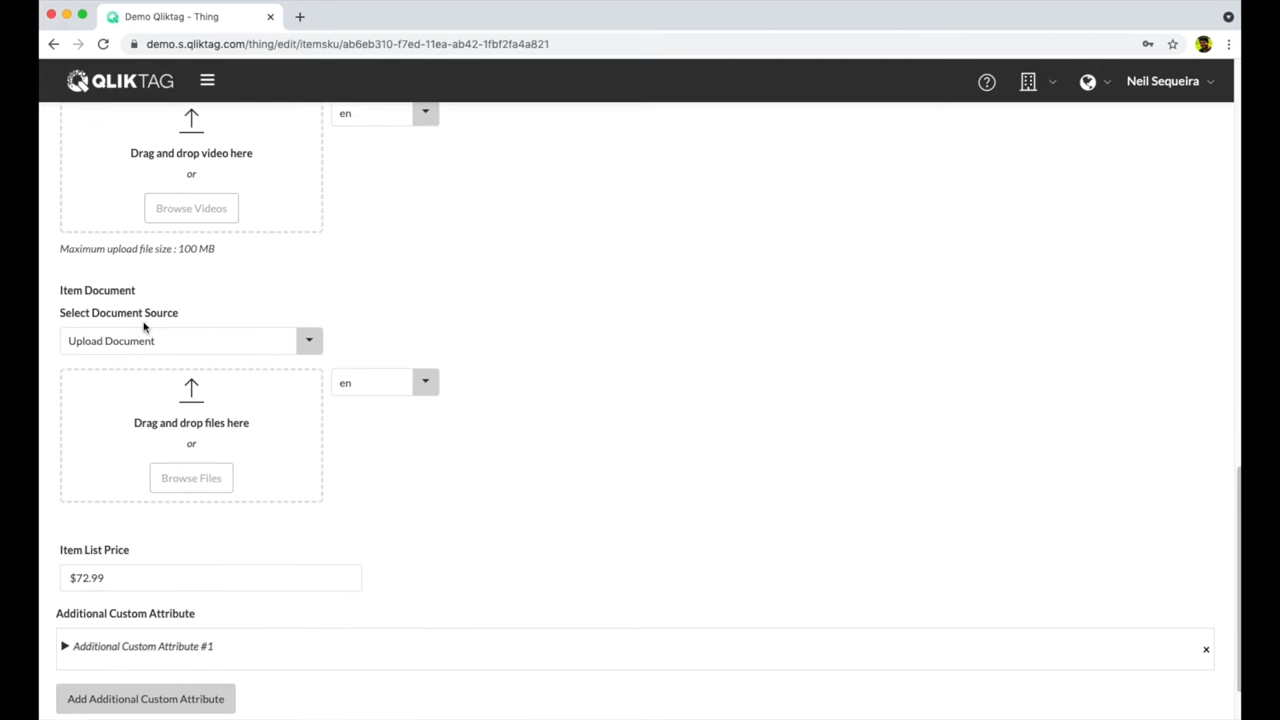 Demo Qliktag - Thing
demo.s.qliktag.com/thing/edit/itemsku/ab6eb310-f7ed-11ea-ab42-1fbf2fa4a821
QLIKTAG
Neil Sequeira
en
Drag and drop video here
or
Browse Videos
Maximum upload file size : 100 MB
Item Document
Select Document Source
Upload Document
en
Drag and drop files here
or
Browse Files
Item List Price
$72.99
Additional Custom Attribute
Additional Custom Attribute #1
Add Additional Custom Attribute